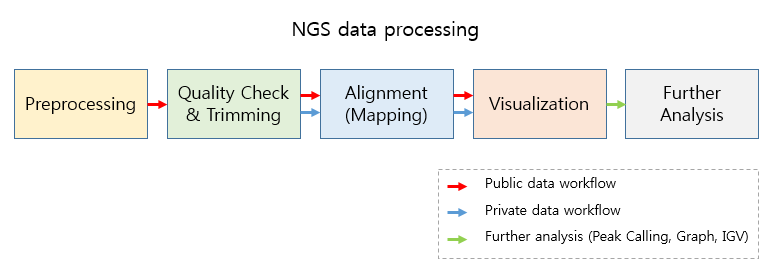 NGS data processing
Preprocessing
Quality Check
& Trimming
Alignment
(Mapping)
Visualization
Further
Analysis
Public data workflow
Private data workflow
Further analysis (Peak Calling, Graph, IGV)